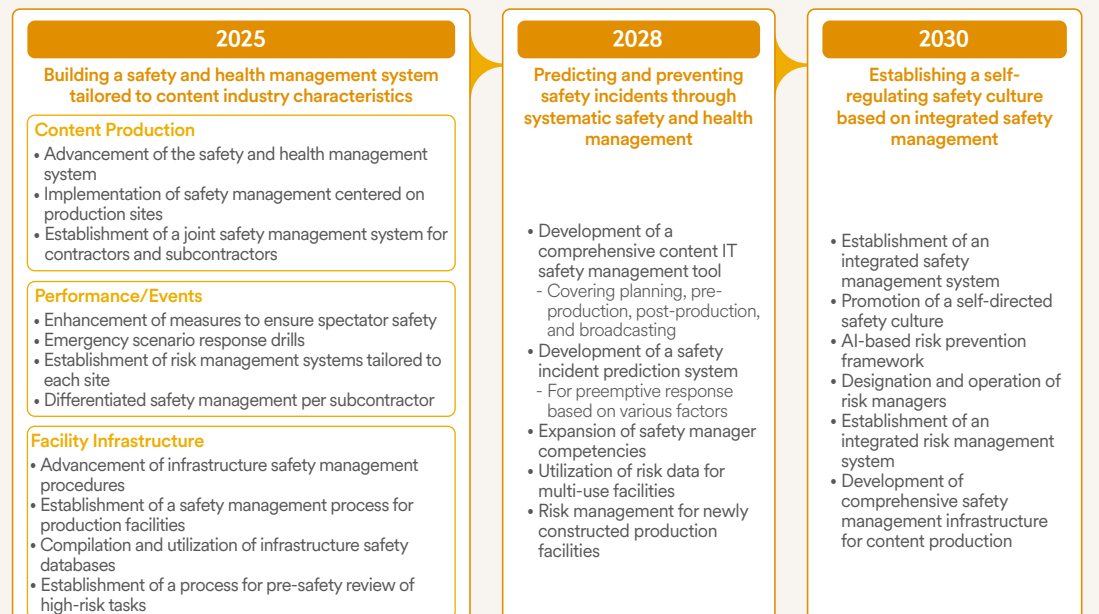 2025
Building a safety and health management system
tailored to content industry characteristics
Content Production
• Advancement of the safety and health management
system
• Implementation of safety management centered on
production sites
• Establishment of a joint safety management system for
contractors and subcontractors
Performance/Events
• Enhancement of measures to ensure spectator safety
• Emergency scenario response drills
• Establishment of risk management systems tailored to
each site
• Differentiated safety management per subcontractor
Facility Infrastructure
• Advancement of infrastructure safety management
procedures
• Establishment of a safety management process for
production facilities
• Compilation and utilization of infrastructure safety
databases
• Establishment of a process for pre-safety review of
high-risk tasks
2028
Predicting and preventing
safety incidents through
systematic safety and health
management
• Development of a
comprehensive content IT
safety management tool
- Covering planning, pre-
production, post-production,
and broadcasting
• Development of a safety
incident prediction system
- For preemptive response
based on various factors
• Expansion of safety manager
competencies
• Utilization of risk data for
multi-use facilities
• Risk management for newly
constructed production
facilities
2030
Establishing a self-
regulating safety culture
based on integrated safety
management
• Establishment of an
integrated safety
management system
• Promotion of a self-directed
safety culture
• AI-based risk prevention
framework
• Designation and operation of
risk managers
• Establishment of an
integrated risk management
system
• Development of
comprehensive safety
management infrastructure
for content production